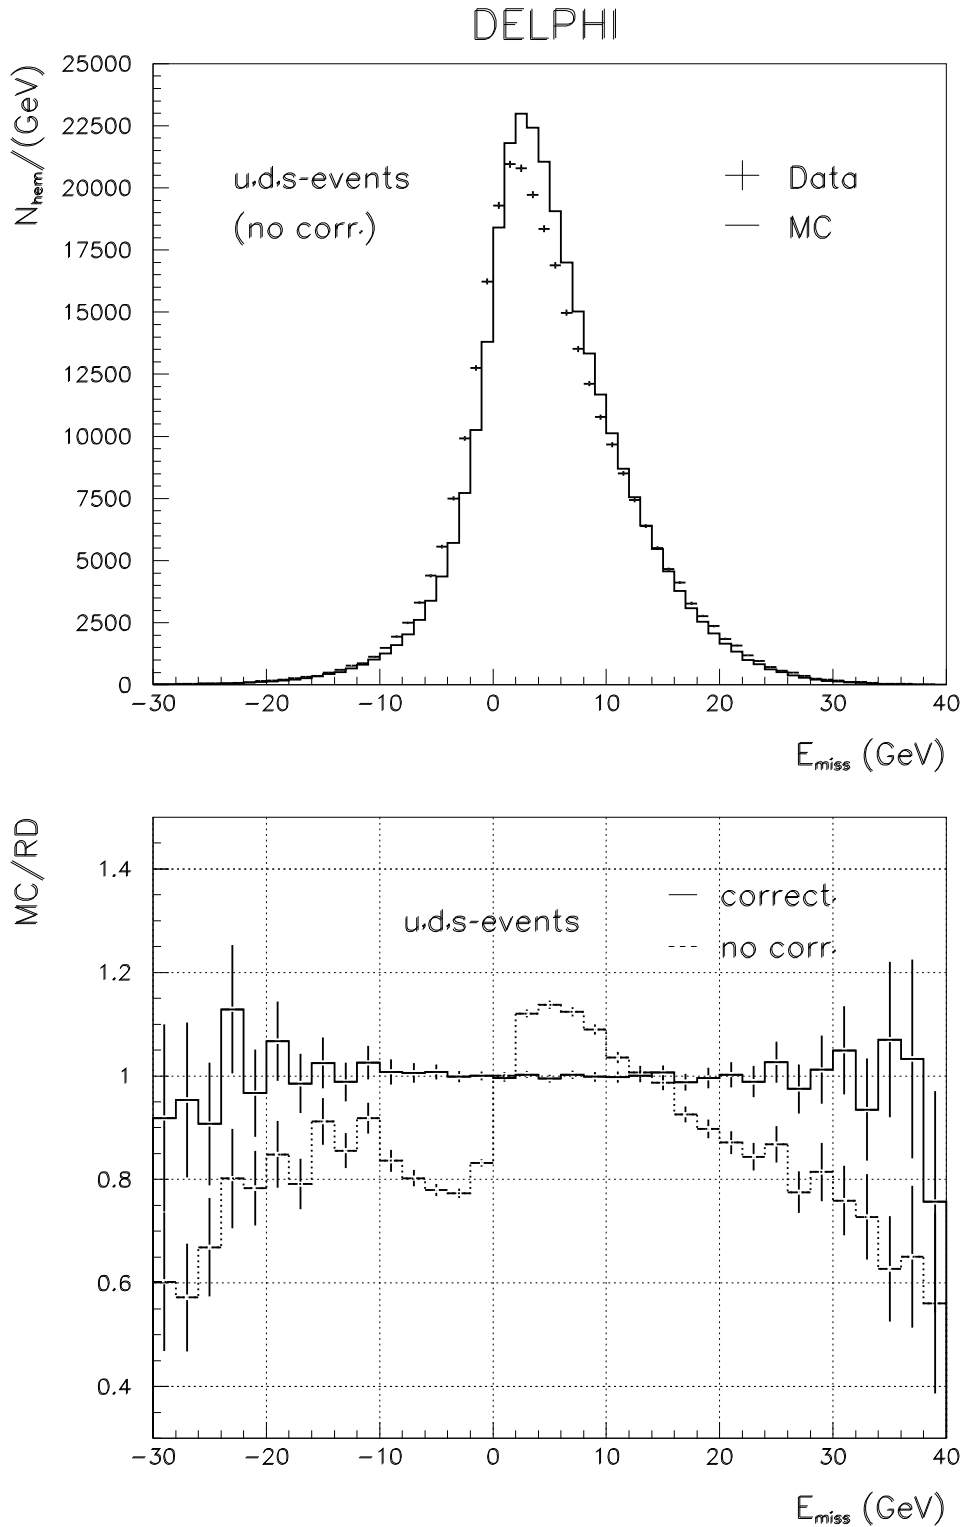 DELPHI
N_hem/(GeV)
25000
22500
20000
17500
15000
12500
10000
7500
5000
2500
0
u,d,s-events
(no corr.)
Data
MC
-30 -20 -10 0 10 20 30 40
E_miss (GeV)
MC/RD
1.4
1.2
1
0.8
0.6
0.4
u,d,s-events
correct.
no corr.
-30 -20 -10 0 10 20 30 40
E_miss (GeV)